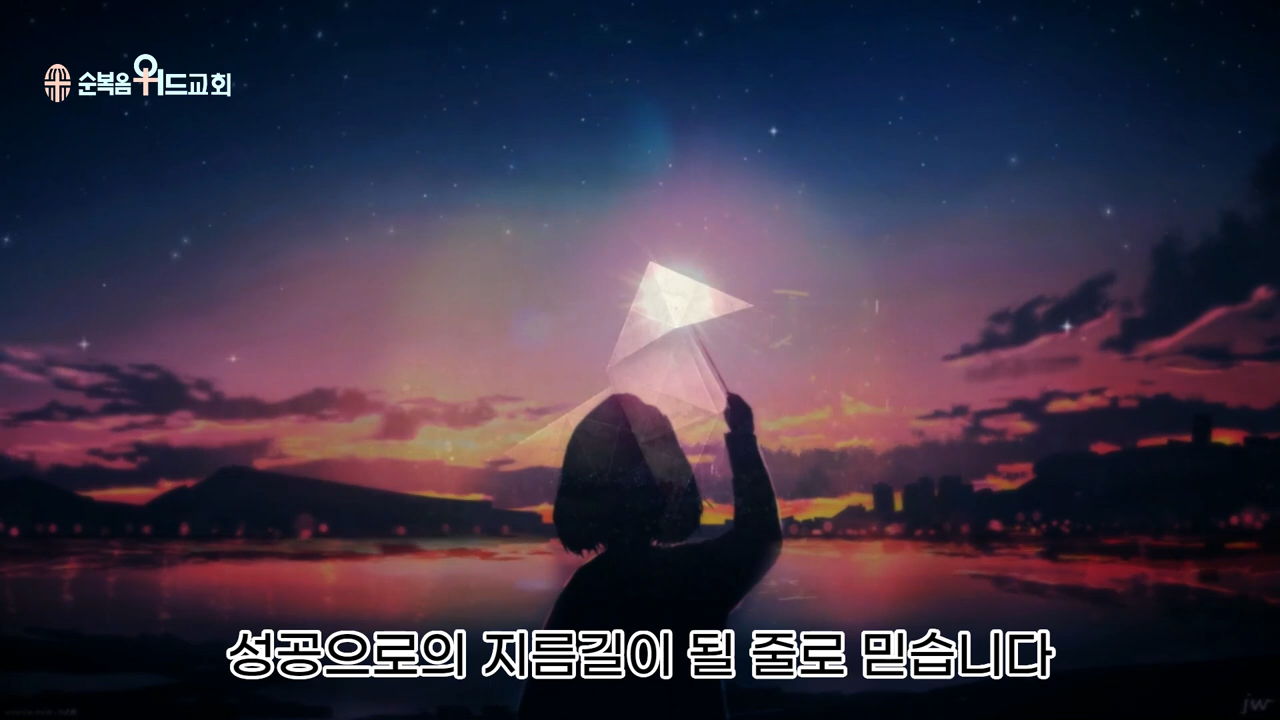 순복음워드교회
성공으로의 지름길이 될 줄로 믿습니다
jw